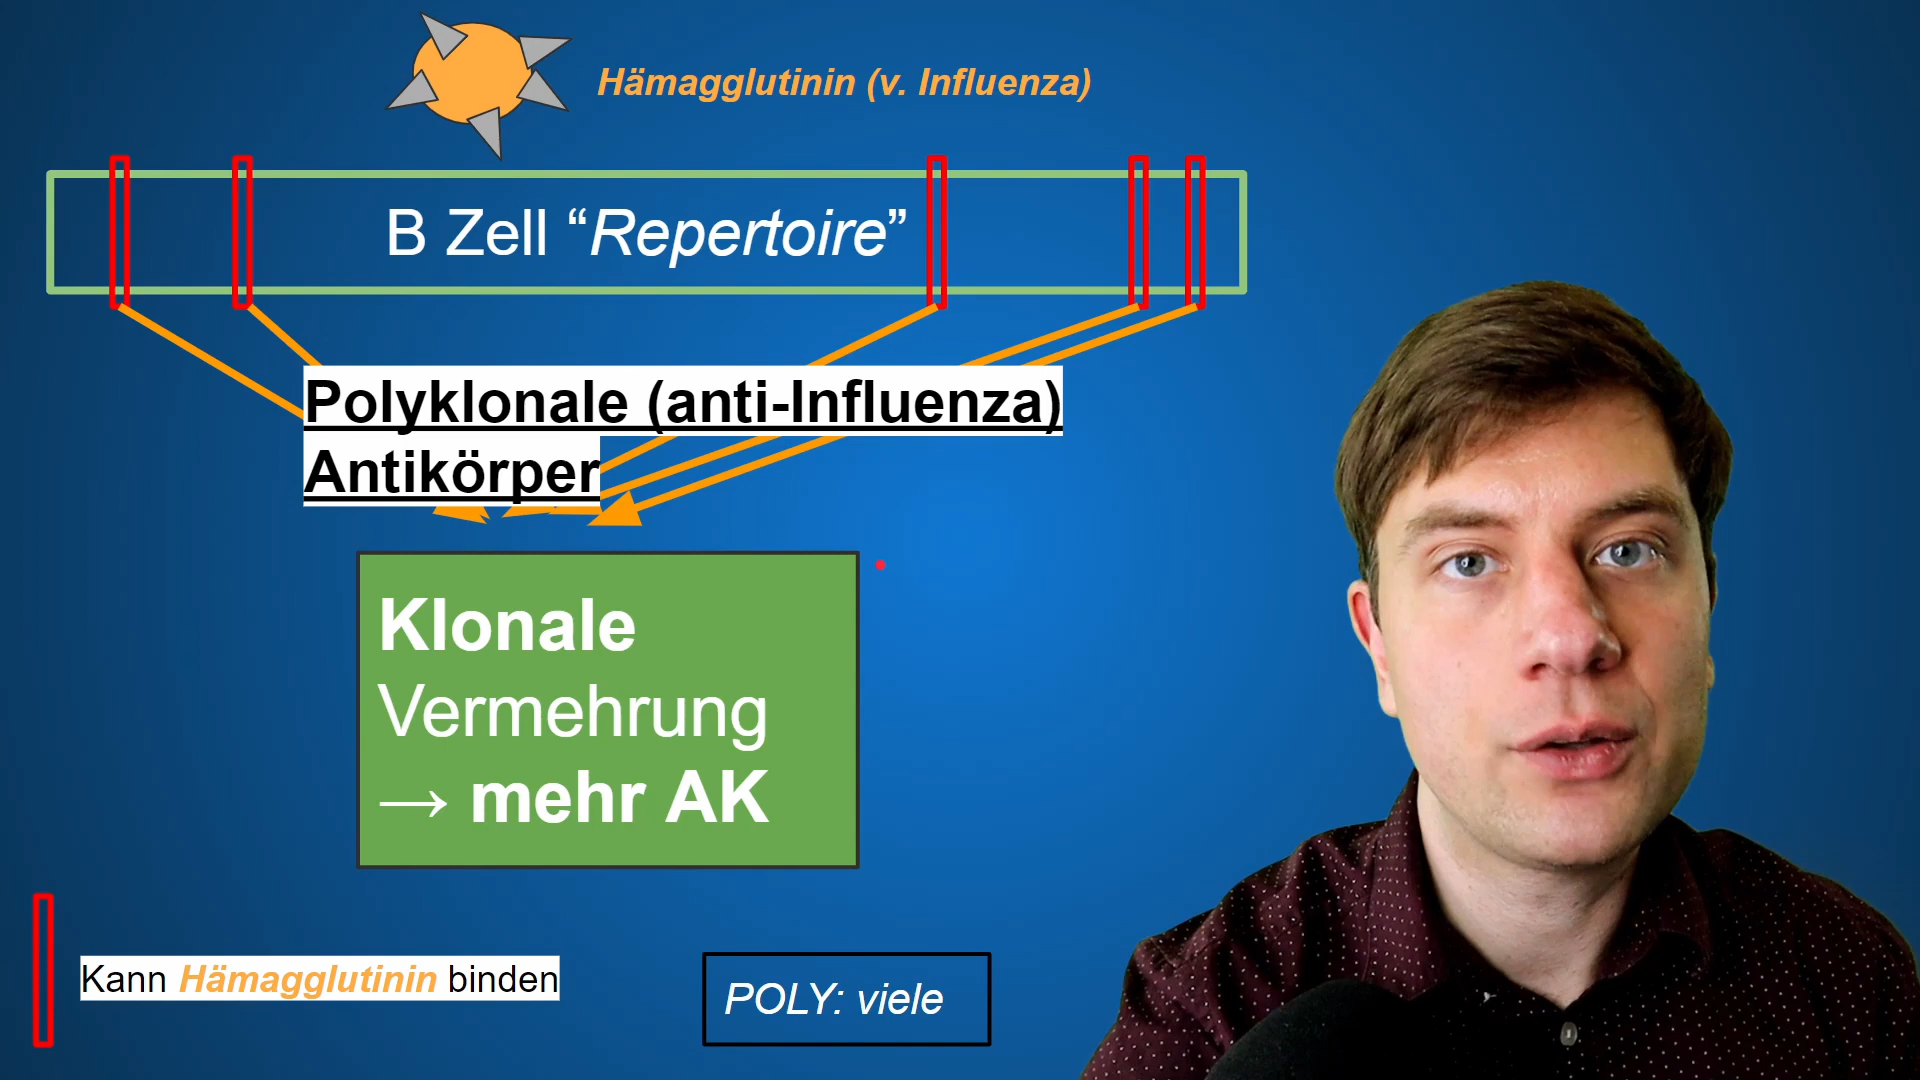 Hämagglutinin (v. Influenza)
B Zell “Repertoire”
Polyklonale (anti-Influenza)
Antikörper
Klonale
Vermehrung
→ mehr AK
Kann Hämagglutinin binden
POLY: viele